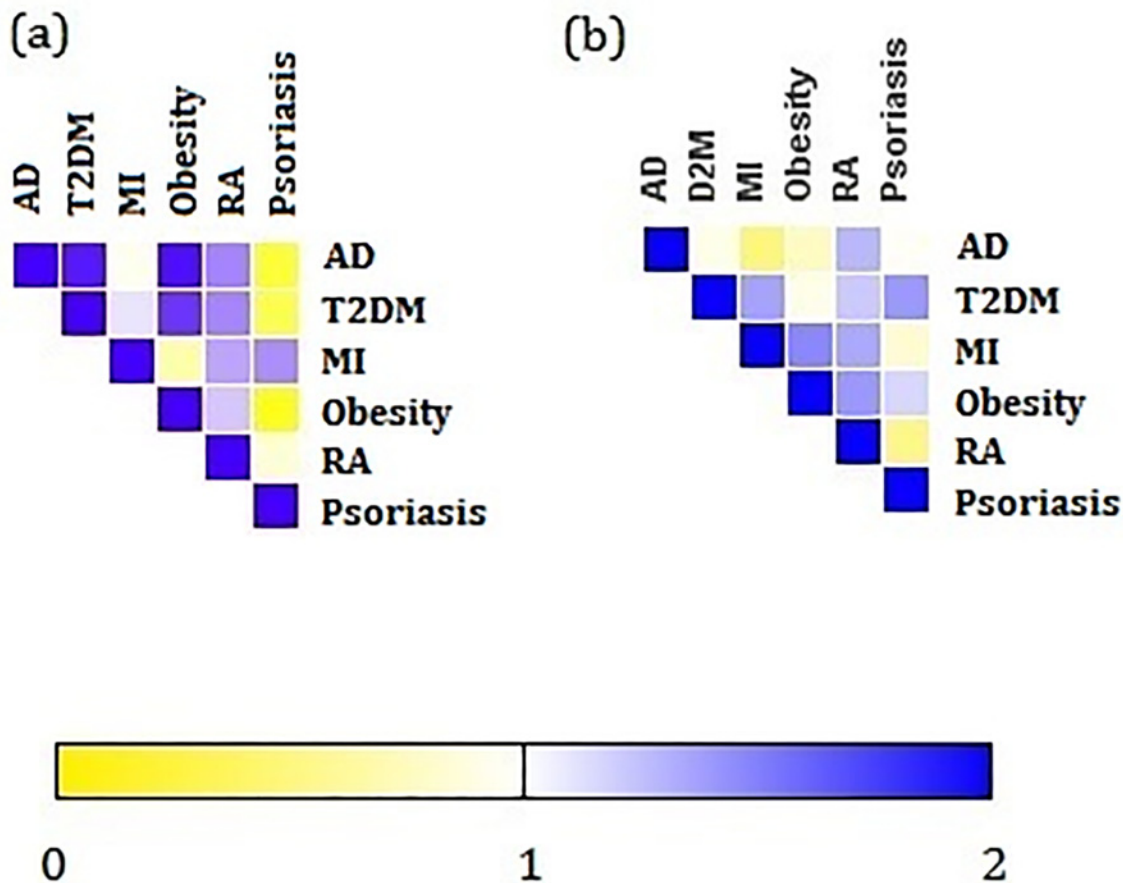 (a)
AD
T2DM
MI
Obesity
RA
Psoriasis
AD
T2DM
MI
Obesity
RA
Psoriasis
(b)
AD
D2M
MI
Obesity
RA
Psoriasis
AD
T2DM
MI
Obesity
RA
Psoriasis
0 1 2